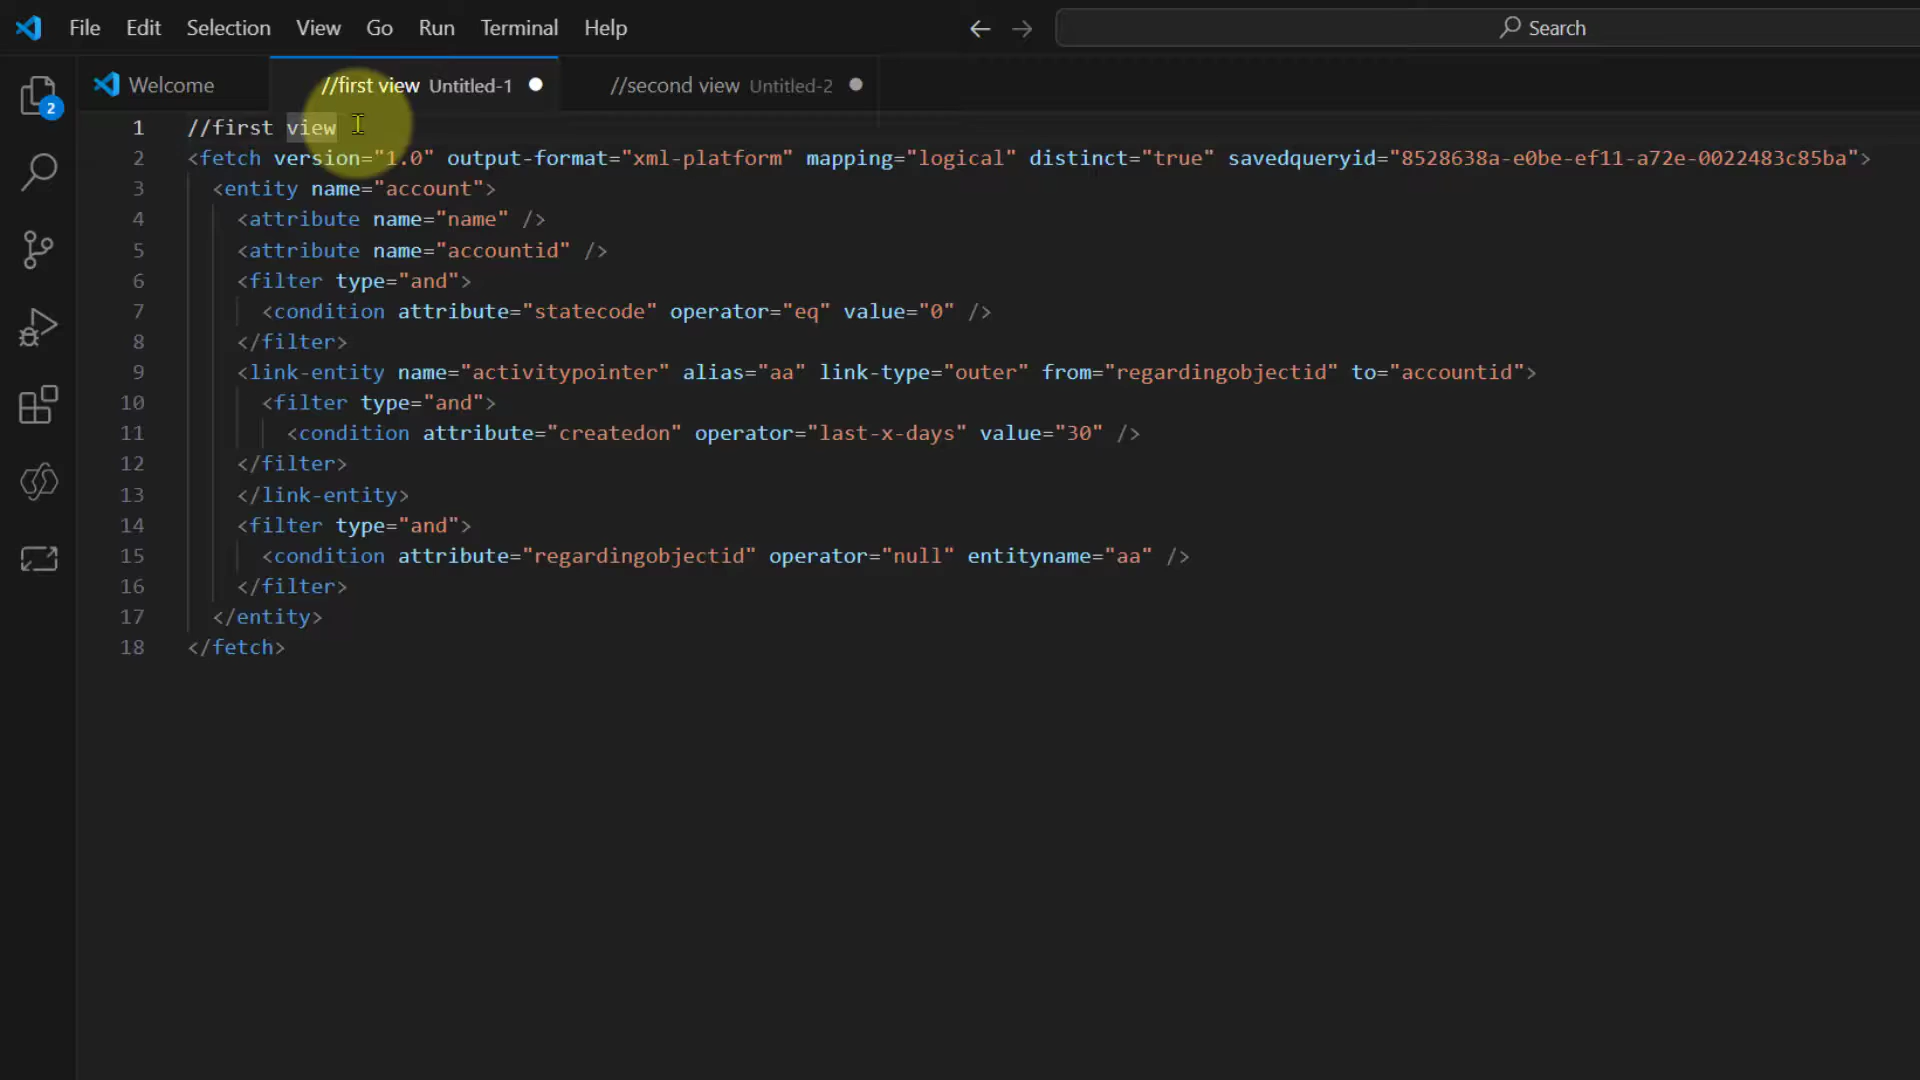 File Edit Selection View Go Run Terminal Help Search
Welcome //first view Untitled-1 //second view Untitled-2
2
1 //first view
2 <fetch version="1.0" output-format="xml-platform" mapping="logical" distinct="true" savedqueryid="8528638a-e0be-ef11-a72e-0022483c85ba">
3 <entity name="account">
4 <attribute name="name" />
5 <attribute name="accountid" />
6 <filter type="and">
7 <condition attribute="statecode" operator="eq" value="0" />
8 </filter>
9 <link-entity name="activitypointer" alias="aa" link-type="outer" from="regardingobjectid" to="accountid">
10 <filter type="and">
11 <condition attribute="createdon" operator="last-x-days" value="30" />
12 </filter>
13 </link-entity>
14 <filter type="and">
15 <condition attribute="regardingobjectid" operator="null" entityname="aa" />
16 </filter>
17 </entity>
18 </fetch>